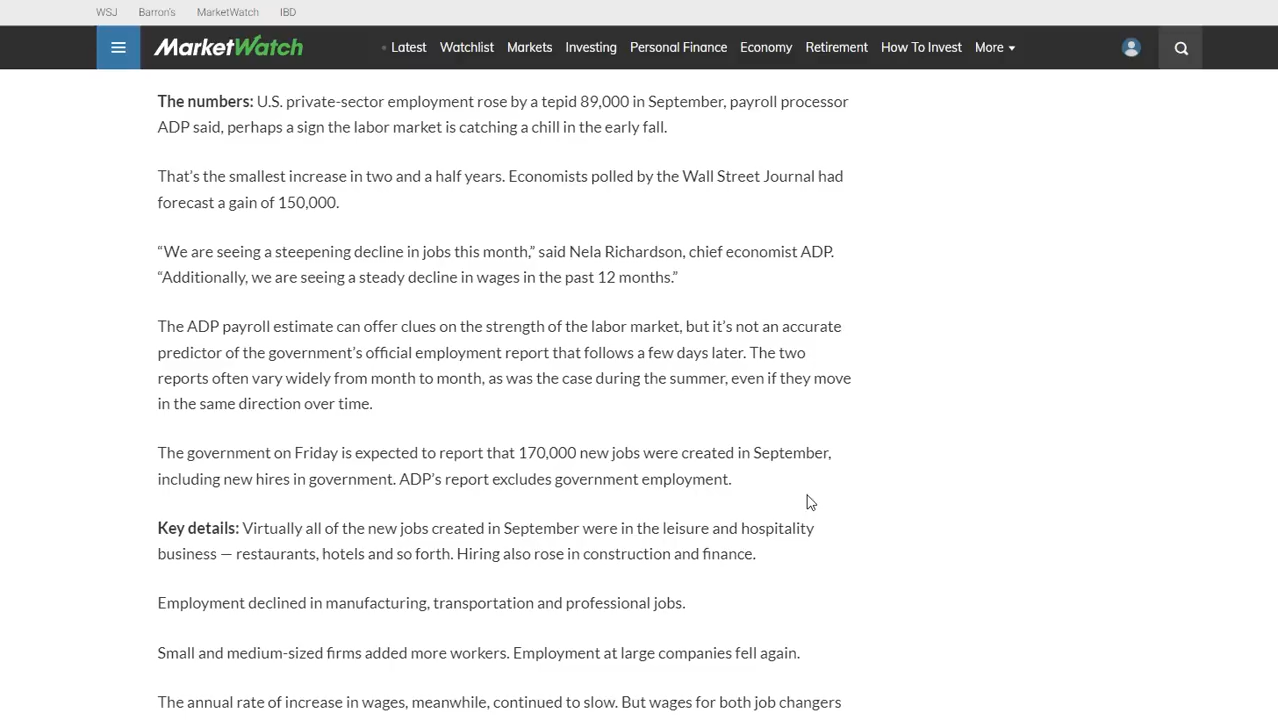 WSJ Barron's MarketWatch IBD
MarketWatch Latest Watchlist Markets Investing Personal Finance Economy Retirement How To Invest More
The numbers: U.S. private-sector employment rose by a tepid 89,000 in September, payroll processor
ADP said, perhaps a sign the labor market is catching a chill in the early fall.
That’s the smallest increase in two and a half years. Economists polled by the Wall Street Journal had
forecast a gain of 150,000.
“We are seeing a steepening decline in jobs this month,” said Nela Richardson, chief economist ADP.
“Additionally, we are seeing a steady decline in wages in the past 12 months.”
The ADP payroll estimate can offer clues on the strength of the labor market, but it’s not an accurate
predictor of the government’s official employment report that follows a few days later. The two
reports often vary widely from month to month, as was the case during the summer, even if they move
in the same direction over time.
The government on Friday is expected to report that 170,000 new jobs were created in September,
including new hires in government. ADP’s report excludes government employment.
Key details: Virtually all of the new jobs created in September were in the leisure and hospitality
business — restaurants, hotels and so forth. Hiring also rose in construction and finance.
Employment declined in manufacturing, transportation and professional jobs.
Small and medium-sized firms added more workers. Employment at large companies fell again.
The annual rate of increase in wages, meanwhile, continued to slow. But wages for both job changers